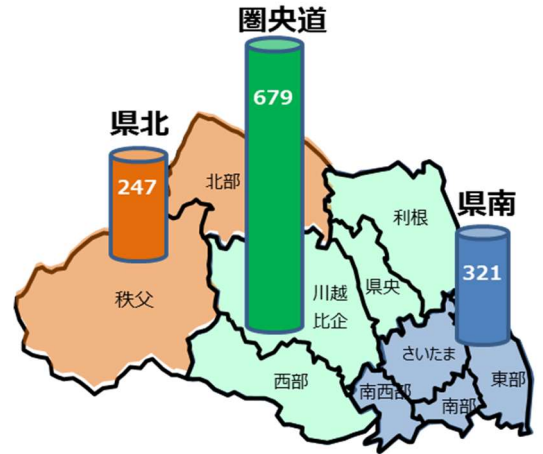 圏央道
679
県北
247
北部
利根
県南
321
秩父
川越
比企
県央
さいたま
西部
南西部
南部
東部